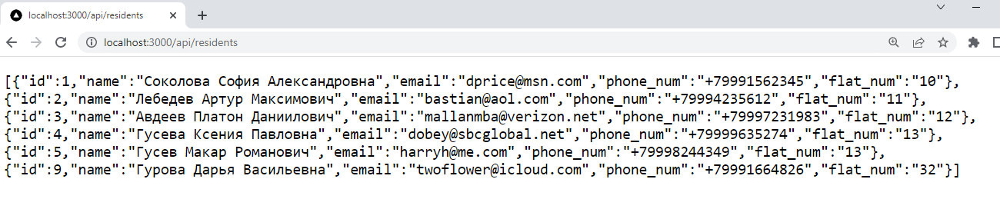 localhost:3000/api/residents
localhost:3000/api/residents
[{"id":1,"name":"Соколова София Александровна","email":"dprice@msn.com","phone_num":"+79991562345","flat_num":"10"},
{"id":2,"name":"Лебедев Артур Максимович","email":"bastian@aol.com","phone_num":"+79994235612","flat_num":"11"},
{"id":3,"name":"Авдеев Платон Даниилович","email":"mallanmba@verizon.net","phone_num":"+79997231983","flat_num":"12"},
{"id":4,"name":"Гусева Ксения Павловна","email":"dobey@sbcglobal.net","phone_num":"+79999635274","flat_num":"13"},
{"id":5,"name":"Гусев Макар Романович","email":"harryh@me.com","phone_num":"+79998244349","flat_num":"13"},
{"id":9,"name":"Гурова Дарья Васильевна","email":"twoflower@icloud.com","phone_num":"+79991664826","flat_num":"32"}]